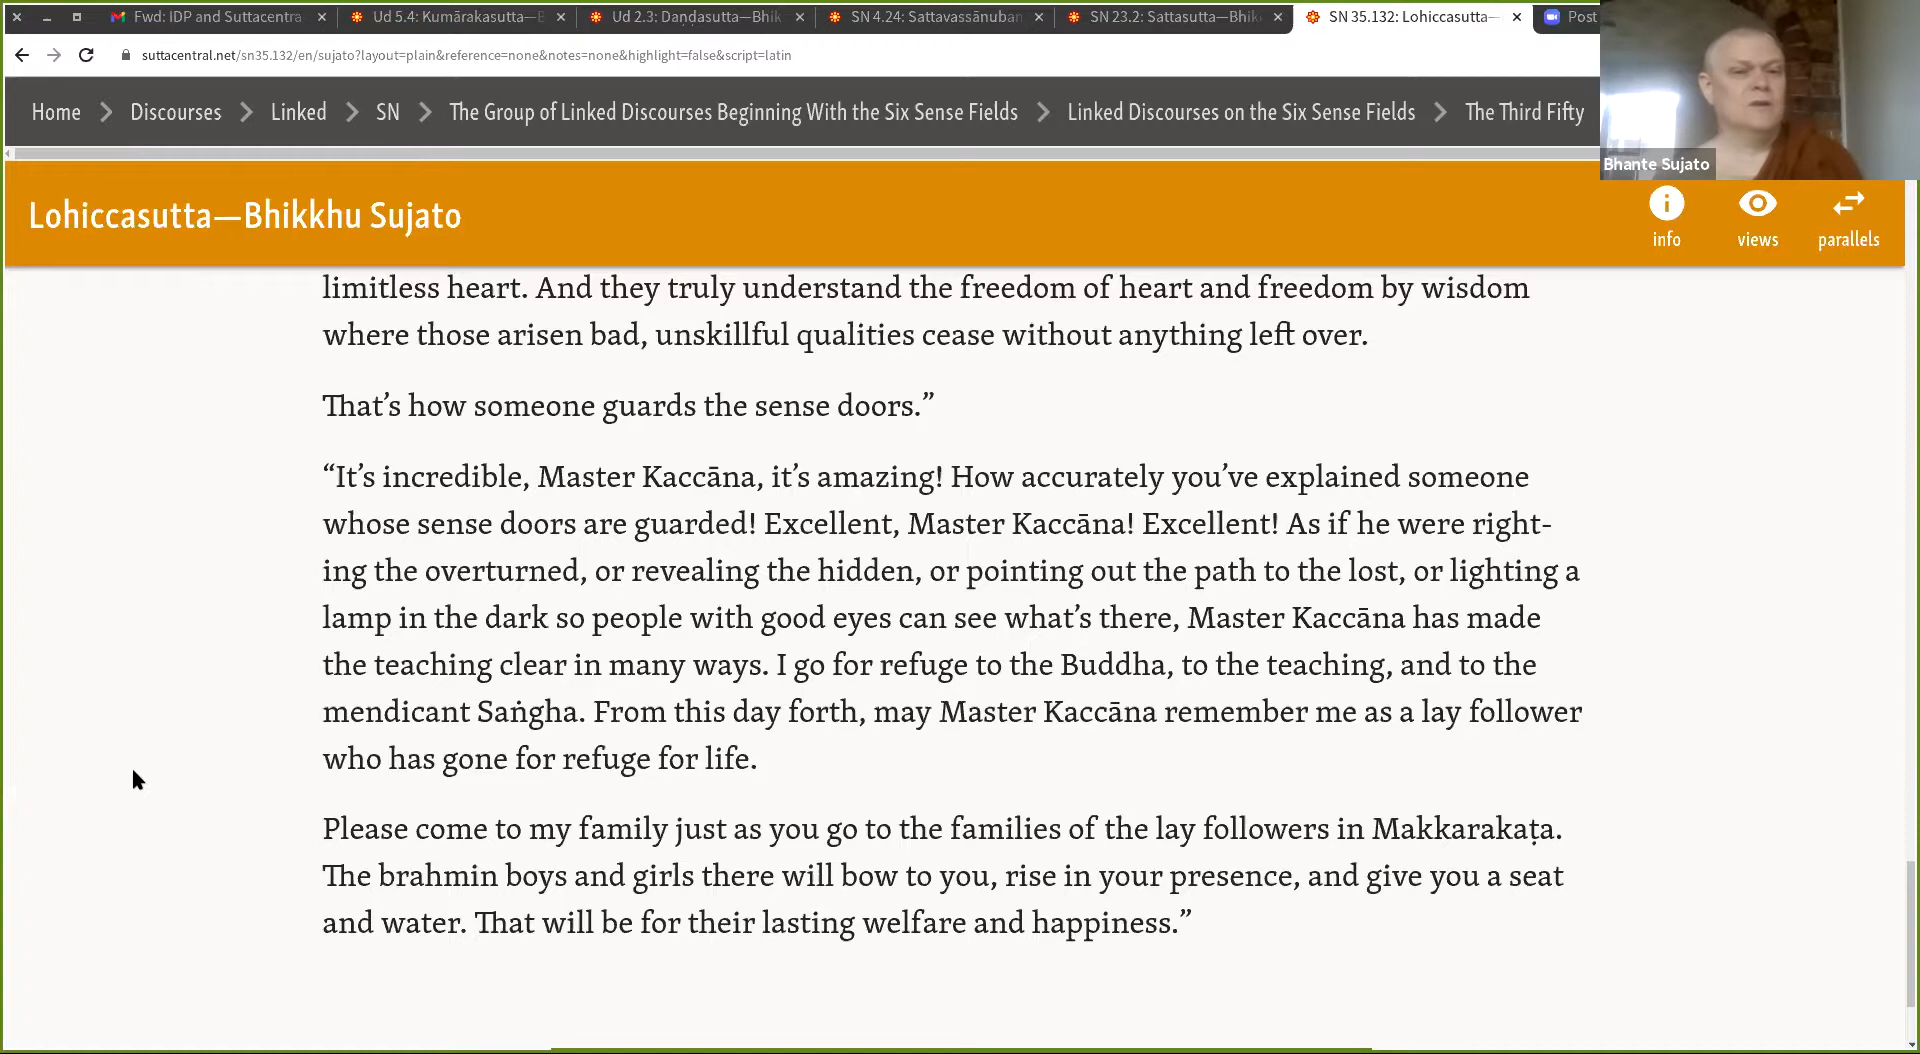 Fwd: IDP and Suttacentra
Ud 5.4: Kumārakasutta—B
Ud 2.3: Daṇḍasutta—Bhik
SN 4.24: Sattavassānuban
SN 23.2: Sattasutta—Bhik
SN 35.132: Lohiccasutta—
Post
suttacentral.net/sn35.132/en/sujato?layout=plain&reference=none&notes=none&highlight=false&script=latin
Home
Discourses
Linked
SN
The Group of Linked Discourses Beginning With the Six Sense Fields
Linked Discourses on the Six Sense Fields
The Third Fifty
Bhante Sujato
Lohiccasutta—Bhikkhu Sujato
info
views
parallels
limitless heart. And they truly understand the freedom of heart and freedom by wisdom
where those arisen bad, unskillful qualities cease without anything left over.
That’s how someone guards the sense doors.”
“It’s incredible, Master Kaccāna, it’s amazing! How accurately you’ve explained someone
whose sense doors are guarded! Excellent, Master Kaccāna! Excellent! As if he were right-
ing the overturned, or revealing the hidden, or pointing out the path to the lost, or lighting a
lamp in the dark so people with good eyes can see what’s there, Master Kaccāna has made
the teaching clear in many ways. I go for refuge to the Buddha, to the teaching, and to the
mendicant Saṅgha. From this day forth, may Master Kaccāna remember me as a lay follower
who has gone for refuge for life.
Please come to my family just as you go to the families of the lay followers in Makkarakaṭa.
The brahmin boys and girls there will bow to you, rise in your presence, and give you a seat
and water. That will be for their lasting welfare and happiness.”